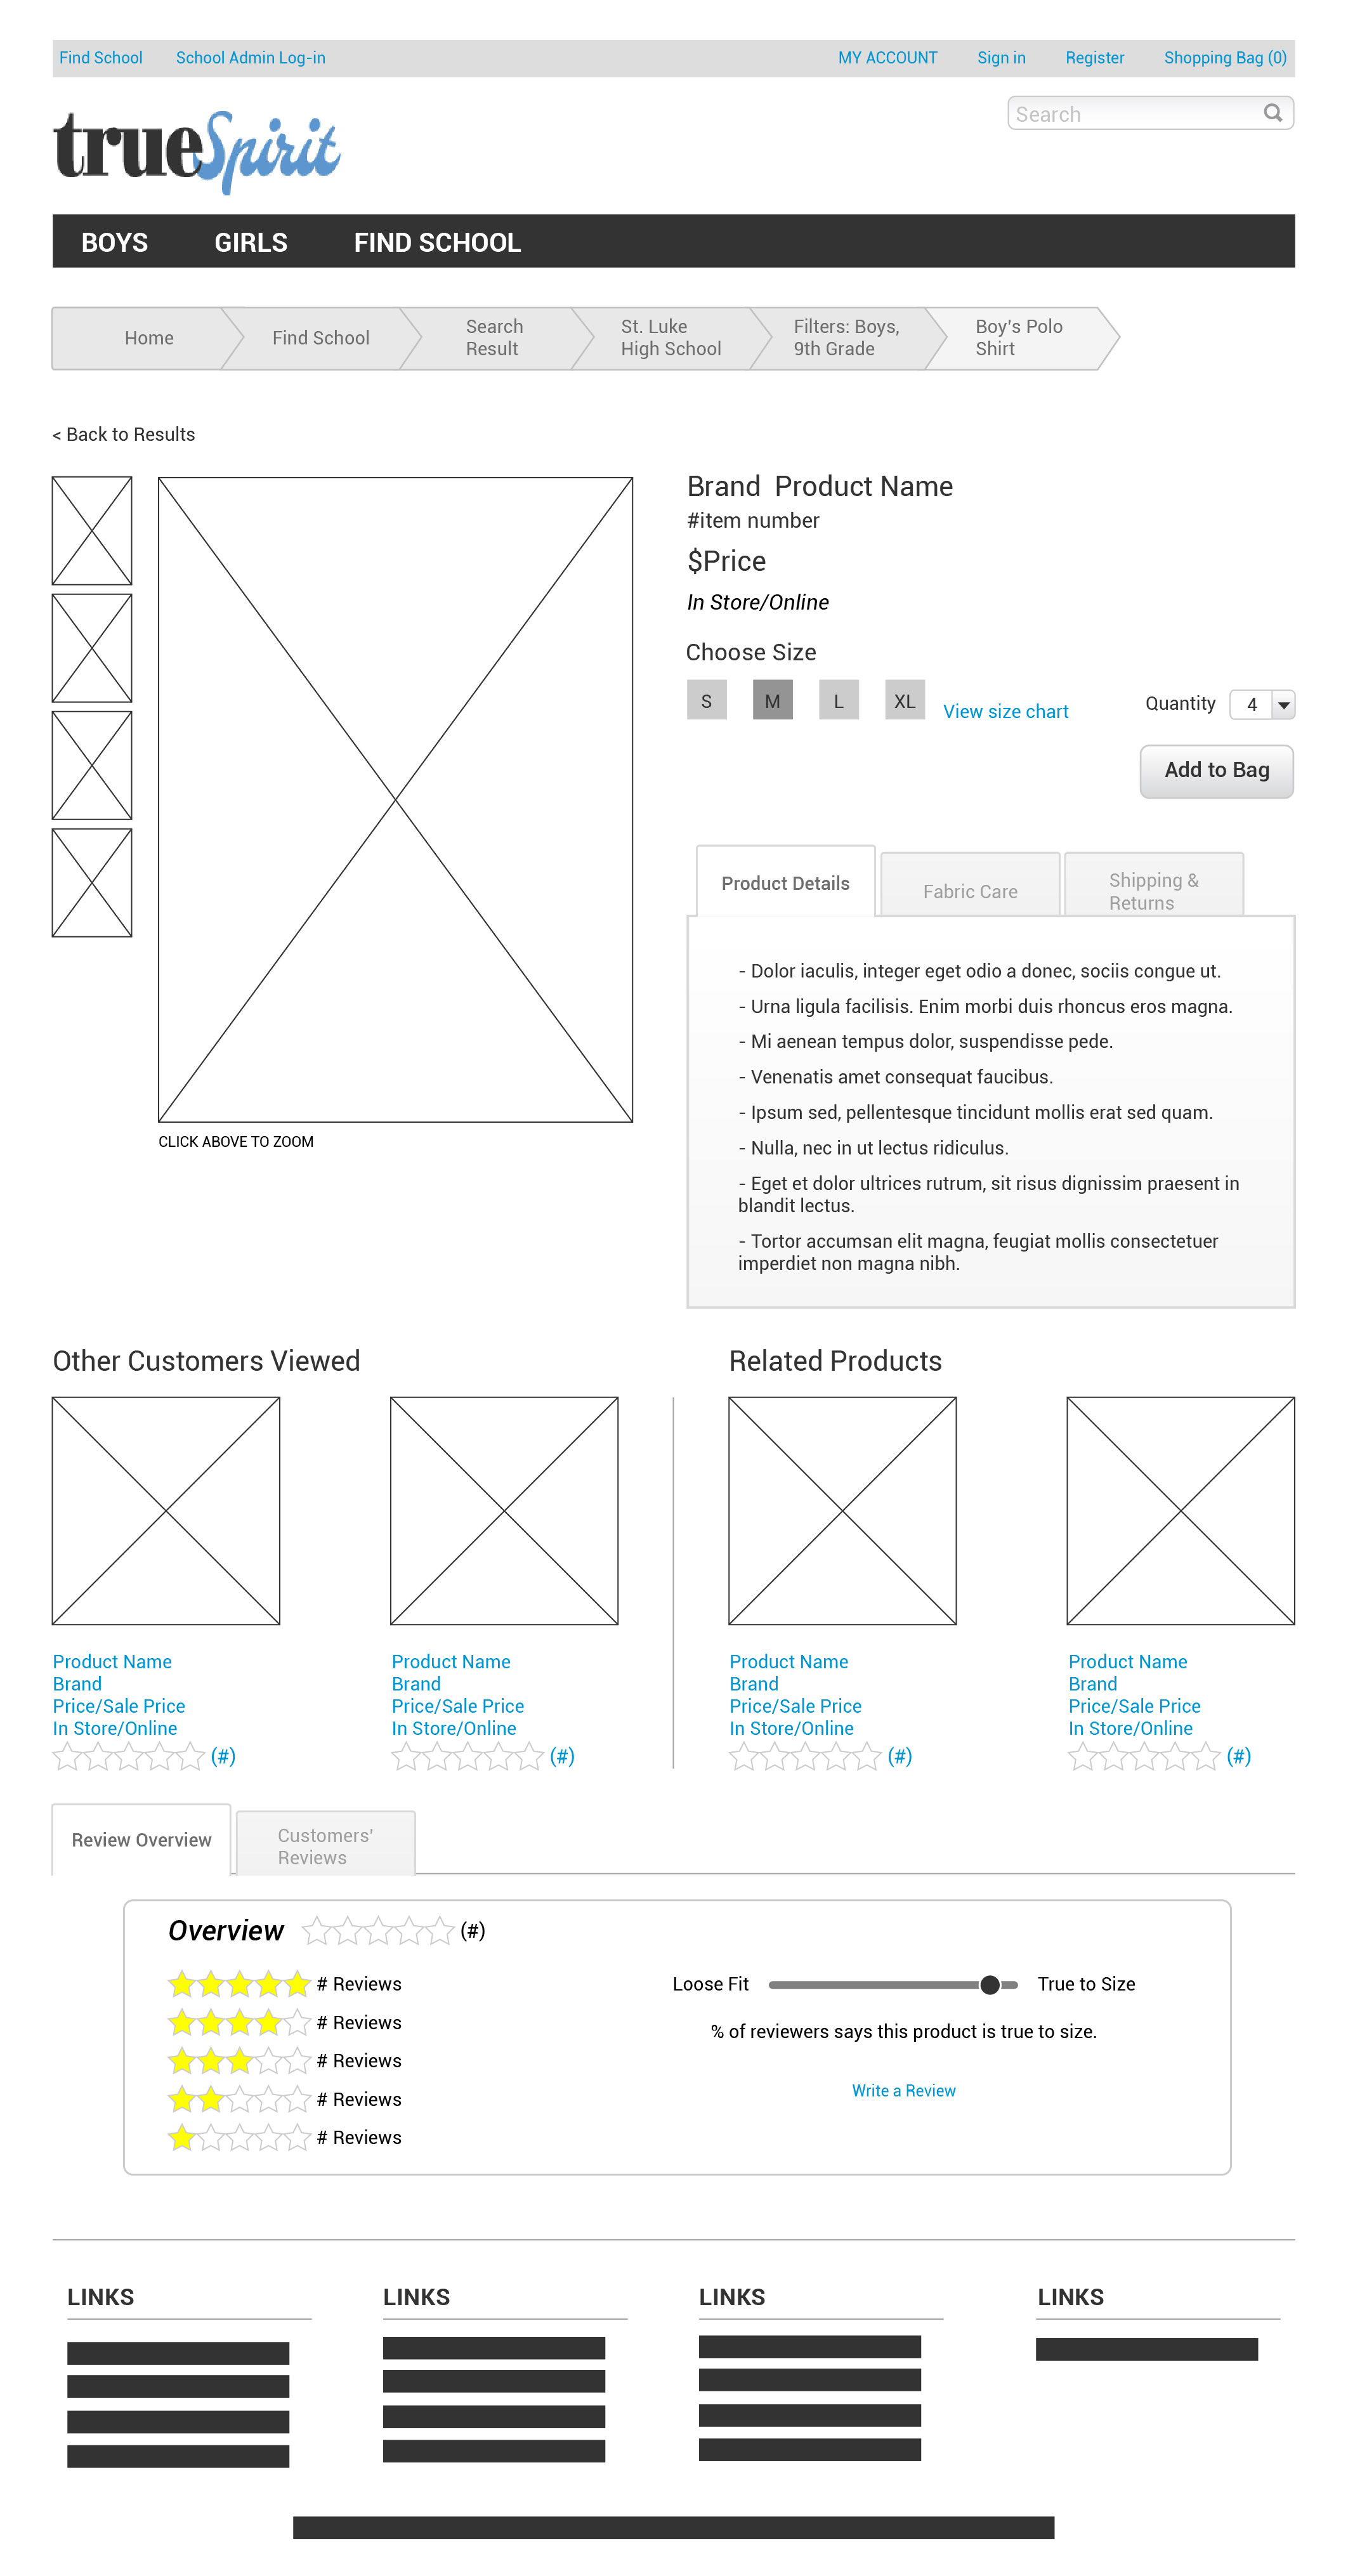 Find School School Admin Log-in MY ACCOUNT Sign in Register Shopping Bag (0)
Search
trueSpirit
BOYS GIRLS FIND SCHOOL
Home
Find School
Search
Result
St. Luke
High School
Filters: Boys,
9th Grade
Boy's Polo
Shirt
< Back to Results
Brand Product Name
#item number
$Price
In Store/Online
Choose Size
S M L XL View size chart Quantity 4
Add to Bag
Product Details
Fabric Care
Shipping &
Returns
- Dolor iaculis, integer eget odio a donec, sociis congue ut.
- Urna ligula facilisis. Enim morbi duis rhoncus eros magna.
- Mi aenean tempus dolor, suspendisse pede.
- Venenatis amet consequat faucibus.
- Ipsum sed, pellentesque tincidunt mollis erat sed quam.
- Nulla, nec in ut lectus ridiculus.
- Eget et dolor ultrices rutrum, sit risus dignissim praesent in
blandit lectus.
- Tortor accumsan elit magna, feugiat mollis consectetuer
imperdiet non magna nibh.
CLICK ABOVE TO ZOOM
Other Customers Viewed
Product Name
Brand
Price/Sale Price
In Store/Online
(#)
Product Name
Brand
Price/Sale Price
In Store/Online
(#)
Related Products
Product Name
Brand
Price/Sale Price
In Store/Online
(#)
Product Name
Brand
Price/Sale Price
In Store/Online
(#)
Review Overview
Customers'
Reviews
Overview (#)
# Reviews
# Reviews
# Reviews
# Reviews
# Reviews
Loose Fit True to Size
% of reviewers says this product is true to size.
Write a Review
LINKS LINKS LINKS LINKS